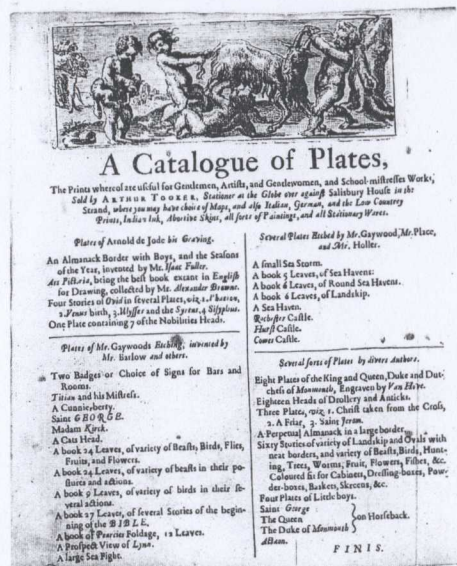 A Catalogue of Plates,
The Prints whereof are useful for Gentlemen, Artists, and Gentlewomen, and School-mistresses Works,
Sold by ARTHUR TOOKER, Stationer at the Globe over against Salisbury House in the
Strand, where you may have choice of Maps, and also Italian, German, and the Low Country
Prints, Indian Ink, Abortive Skins, all sorts of Paintings, and all Stationary Wares.
Plates of Arnold de Jode his Graving.
An Almanack Border with Boys, and the Seasons
of the Year, invented by Mr. Isaac Fuller.
Ars Pictoria, being the best book extant in English
for Drawing, collected by Mr. Alexander Browne.
Four Stories of Ovid in several Plates, viz. 1. Phaeton,
2. Venus birth, 3. Ulysses and the Syrens, 4 Sisyphus.
One Plate containing 7 of the Nobilities Heads.
Plates of Mr. Gaywoods Etching, invented by
Mr. Barlow and others.
Two Badges or Choice of Signs for Bars and
Rooms.
Titian and his Mistress.
A Cunnie,berty.
Saint GEORGE.
Madam Kirck.
A Cats Head.
A book 24 Leaves, of variety of Beasts, Birds, Flies,
Fruits, and Flowers.
A book 24 Leaves, of variety of beasts in their po-
stures and actions.
A book 9 Leaves, of variety of birds in their se-
veral actions.
A book 27 Leaves, of several Stories of the begin-
ning of the BIBLE.
A book of Foldage, 12 Leaves.
A Prospect View of Lynn.
A large Sea Fight.
Several Plates Etched by Mr. Gaywood, Mr. Place,
and Mr. Holler.
A small Sea Storm.
A book 5 Leaves, of Sea Havens.
A book 6 Leaves, of Round Sea Havens.
A book 6 Leaves, of Landskip.
A Sea Haven.
Rochester Castle.
Hurst Castle.
Cowes Castle.
Several sorts of Plates by divers Authors.
Eight Plates of the King and Queen, Duke and Dut-
chess of Monmouth, Engraven by Van Hove.
Eighteen Heads of Drollery and Anticks.
Three Plates, viz. 1. Christ taken from the Cross,
2. A Friar, 3. Saint Jerom.
A Perpetual Almanack in a large border.
Sixty Stories of variety of Landskip and Ovals with
neat borders, and variety of Beasts, Birds, Hunt-
ing, Trees, Worms, Fruit, Flowers, Fishes, &c.
Coloured fit for Cabinets, Dressing-boxes, Pow-
der-boxes, Baskets, Skreens, &c.
Four Plates of Little boys.
Saint George
The Queen
The Duke of Monmouth
on Horseback.
FINIS.